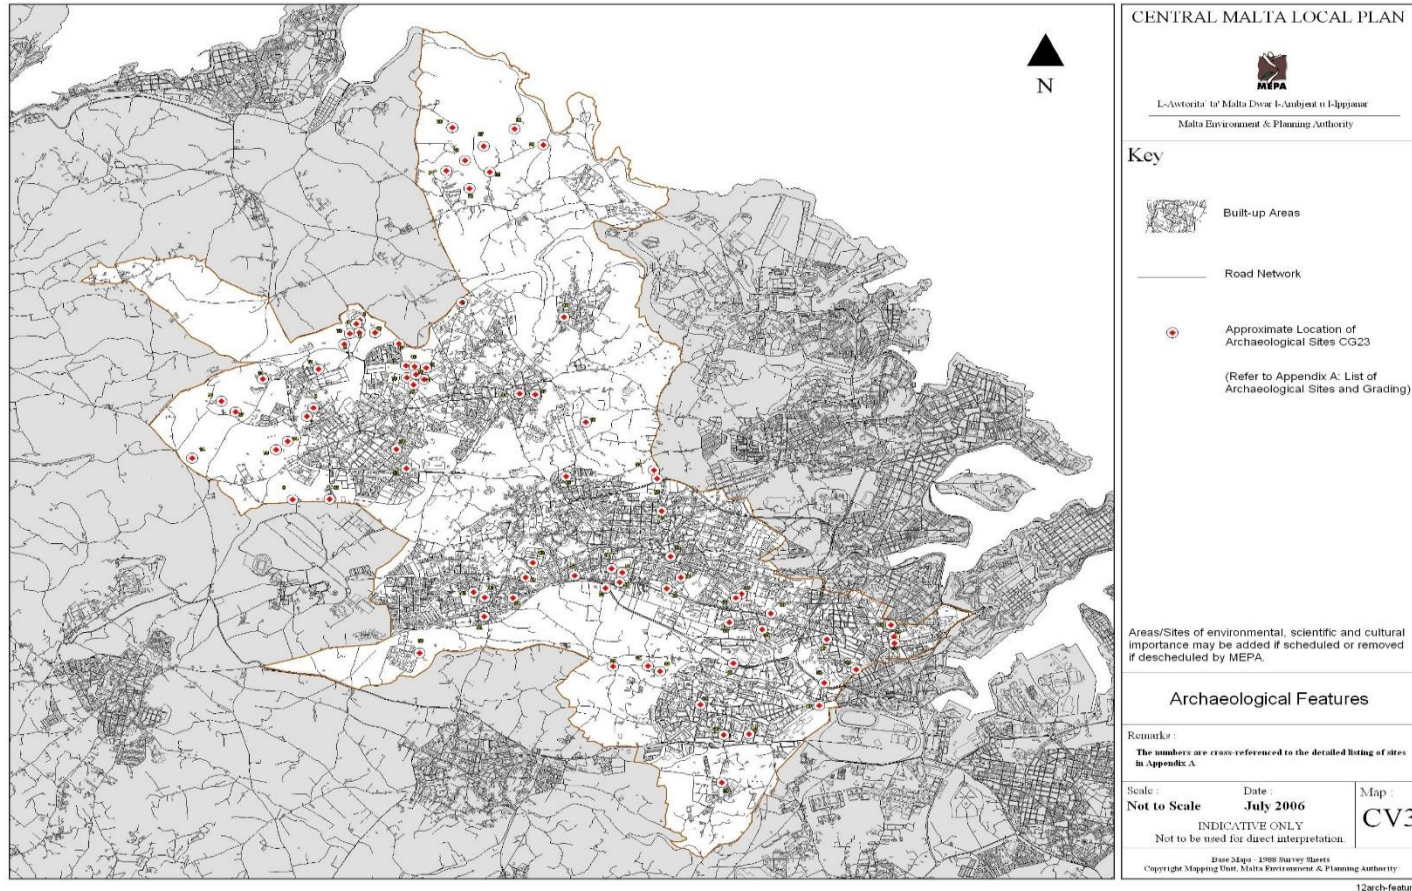 CENTRAL MALTA LOCAL PLAN
MEPA
L-Awtorita' ta' Malta Dwar l-Ambjent u l-Ippjanar
Malta Environment & Planning Authority
N
Key
Built-up Areas
Road Network
Approximate Location of
Archaeological Sites CG23
(Refer to Appendix A: List of
Archaeological Sites and Grading)
Areas/Sites of environmental, scientific and cultural
importance may be added if scheduled or removed
if descheduled by MEPA.
Archaeological Features
Remarks :
The numbers are cross-referenced to the detailed listing of sites
in Appendix A
Scale : Date : Map :
Not to Scale July 2006 CV3
INDICATIVE ONLY
Not to be used for direct interpretation.
Base Maps - 1988 Survey Sheets
Copyright Mapping Unit, Malta Environment & Planning Authority
12arch-featur